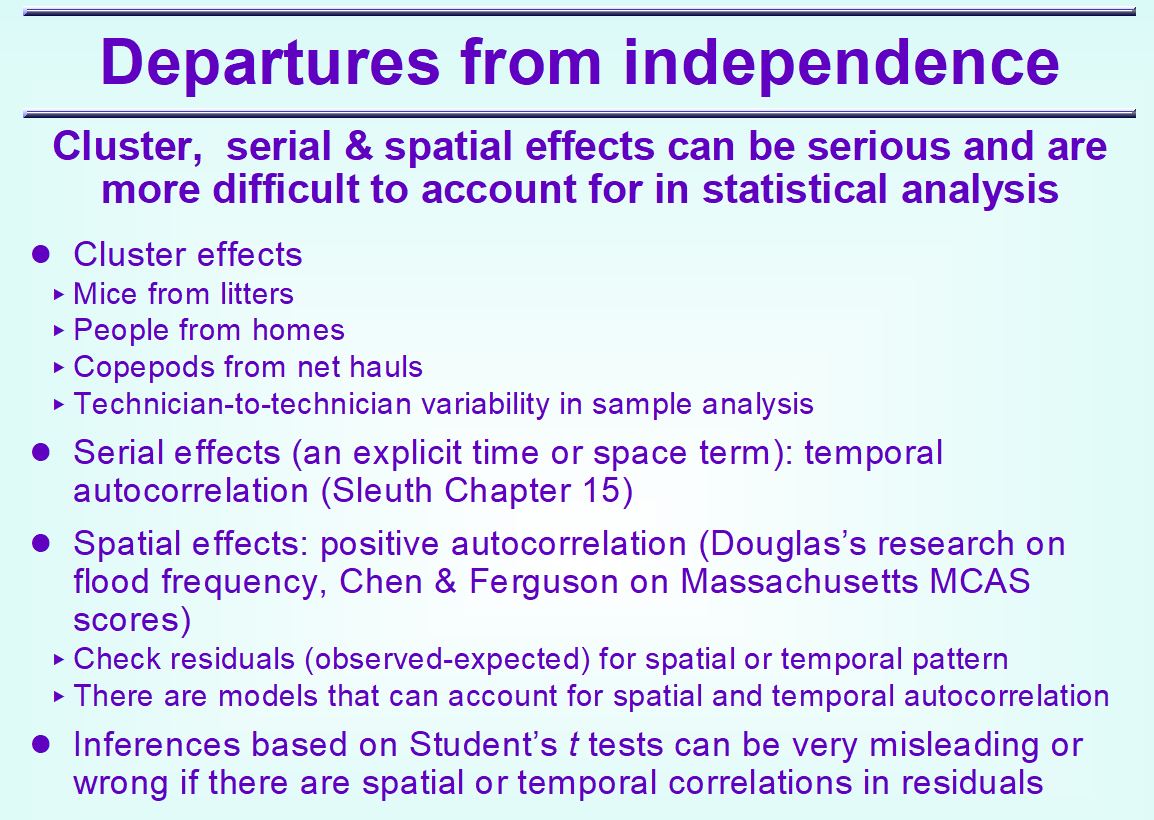 Departures from independence
Cluster,  serial & spatial effects can be serious and are
more difficult to account for in statistical analysis
● Cluster effects
▸ Mice from litters
▸ People from homes
▸ Copepods from net hauls
▸ Technician-to-technician variability in sample analysis
● Serial effects (an explicit time or space term): temporal
autocorrelation (Sleuth Chapter 15)
● Spatial effects: positive autocorrelation (Douglas’s research on
flood frequency, Chen & Ferguson on Massachusetts MCAS
scores)
▸ Check residuals (observed-expected) for spatial or temporal pattern
▸ There are models that can account for spatial and temporal autocorrelation
● Inferences based on Student’s t tests can be very misleading or
wrong if there are spatial or temporal correlations in residuals